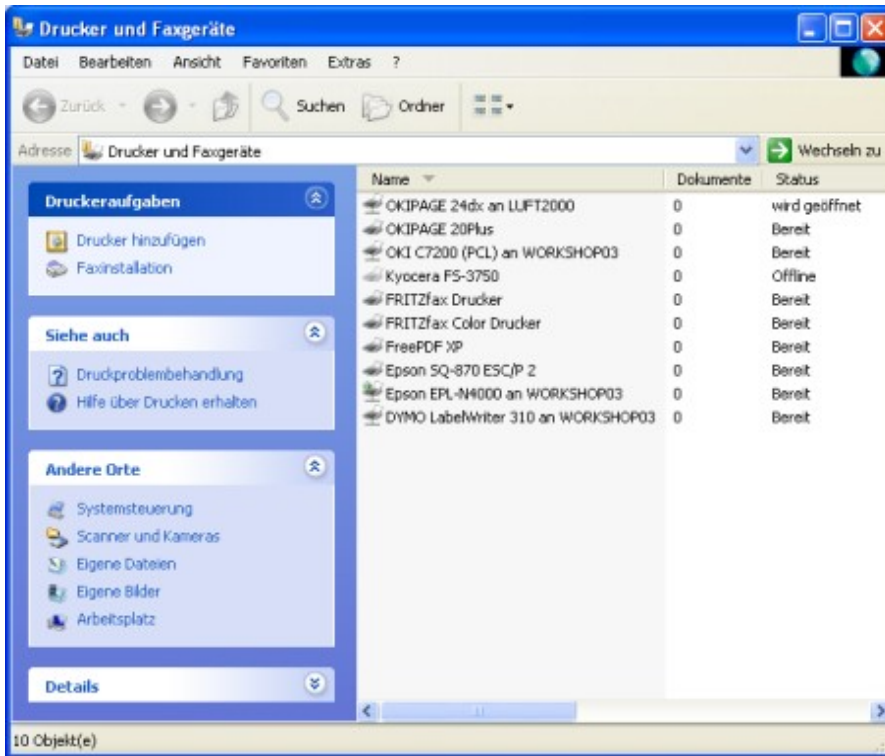 Drucker und Faxgeräte
Datei Bearbeiten Ansicht Favoriten Extras ?
Zurück Suchen Ordner
Adresse Drucker und Faxgeräte Wechseln zu
Druckeraufgaben
Drucker hinzufügen
Faxinstallation
Siehe auch
Druckproblembehandlung
Hilfe über Drucken erhalten
Andere Orte
Systemsteuerung
Scanner und Kameras
Eigene Dateien
Eigene Bilder
Arbeitsplatz
Details
Name Dokumente Status
OKIPAGE 24dx an LUFT2000 0 wird geöffnet
OKIPAGE 20Plus 0 Bereit
OKI C7200 (PCL) an WORKSHOP03 0 Bereit
Kyocera FS-3750 0 Offline
FRITZfax Drucker 0 Bereit
FRITZfax Color Drucker 0 Bereit
FreePDF XP 0 Bereit
Epson SQ-870 ESC/P 2 0 Bereit
Epson EPL-N4000 an WORKSHOP03 0 Bereit
DYMO LabelWriter 310 an WORKSHOP03 0 Bereit
10 Objekt(e)